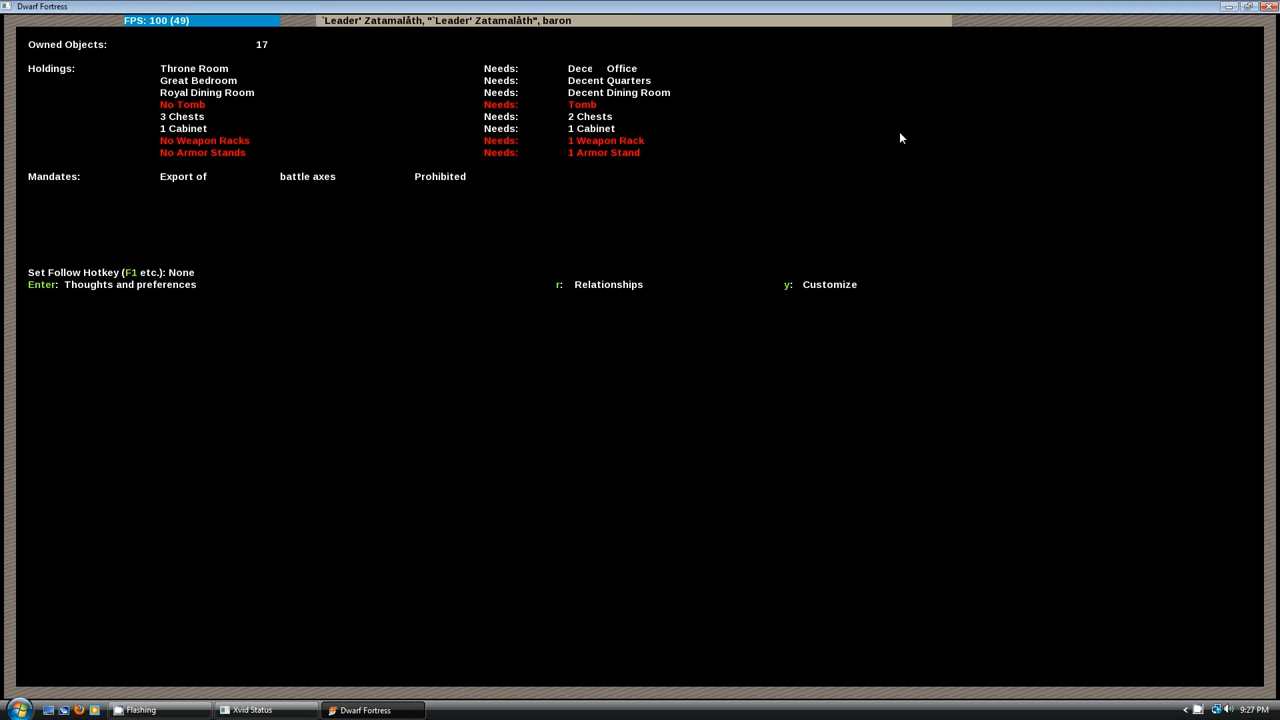 Dwarf Fortress
FPS: 100 (49) `Leader' Zatamalåth, "`Leader' Zatamalåth", baron
Owned Objects: 17
Holdings: Throne Room Needs: Dece Office
Great Bedroom Decent Quarters
Royal Dining Room Decent Dining Room
No Tomb Needs: Tomb
3 Chests Needs: 2 Chests
1 Cabinet Needs: 1 Cabinet
No Weapon Racks Needs: 1 Weapon Rack
No Armor Stands Needs: 1 Armor Stand
Mandates: Export of battle axes Prohibited
Set Follow Hotkey (F1 etc.): None
Enter: Thoughts and preferences r: Relationships y: Customize
Flashing Xvid Status Dwarf Fortress 9:27 PM